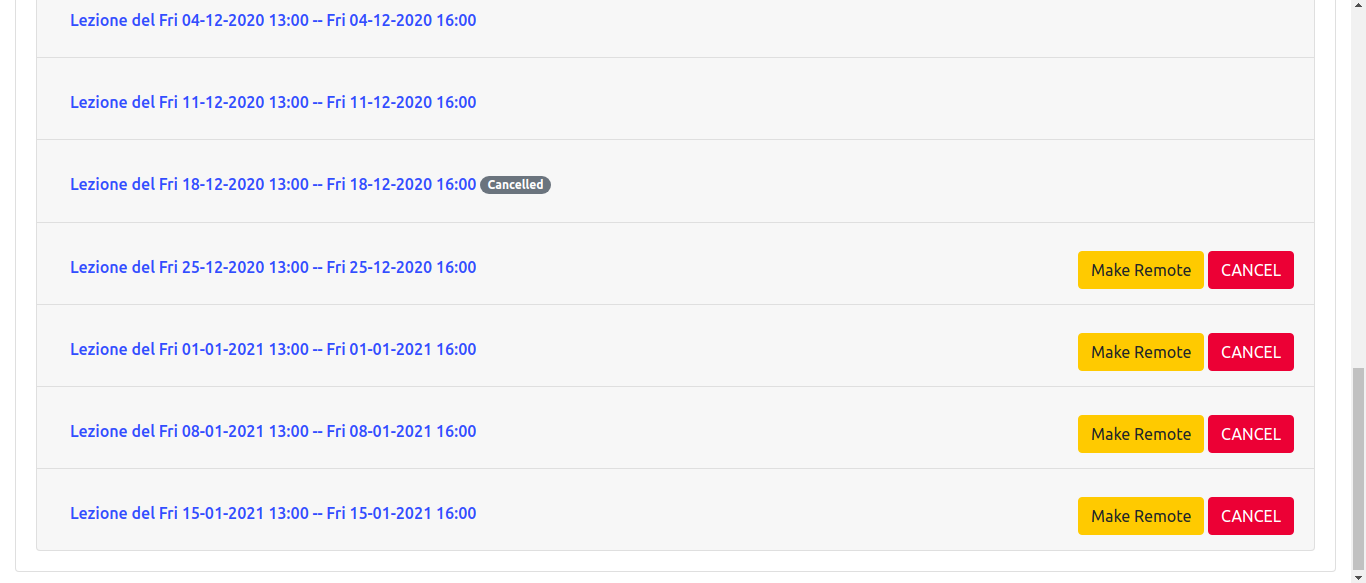 Lezione del Fri 04-12-2020 13:00 -- Fri 04-12-2020 16:00
Lezione del Fri 11-12-2020 13:00 -- Fri 11-12-2020 16:00
Lezione del Fri 18-12-2020 13:00 -- Fri 18-12-2020 16:00 Cancelled
Lezione del Fri 25-12-2020 13:00 -- Fri 25-12-2020 16:00 Make Remote CANCEL
Lezione del Fri 01-01-2021 13:00 -- Fri 01-01-2021 16:00 Make Remote CANCEL
Lezione del Fri 08-01-2021 13:00 -- Fri 08-01-2021 16:00 Make Remote CANCEL
Lezione del Fri 15-01-2021 13:00 -- Fri 15-01-2021 16:00 Make Remote CANCEL